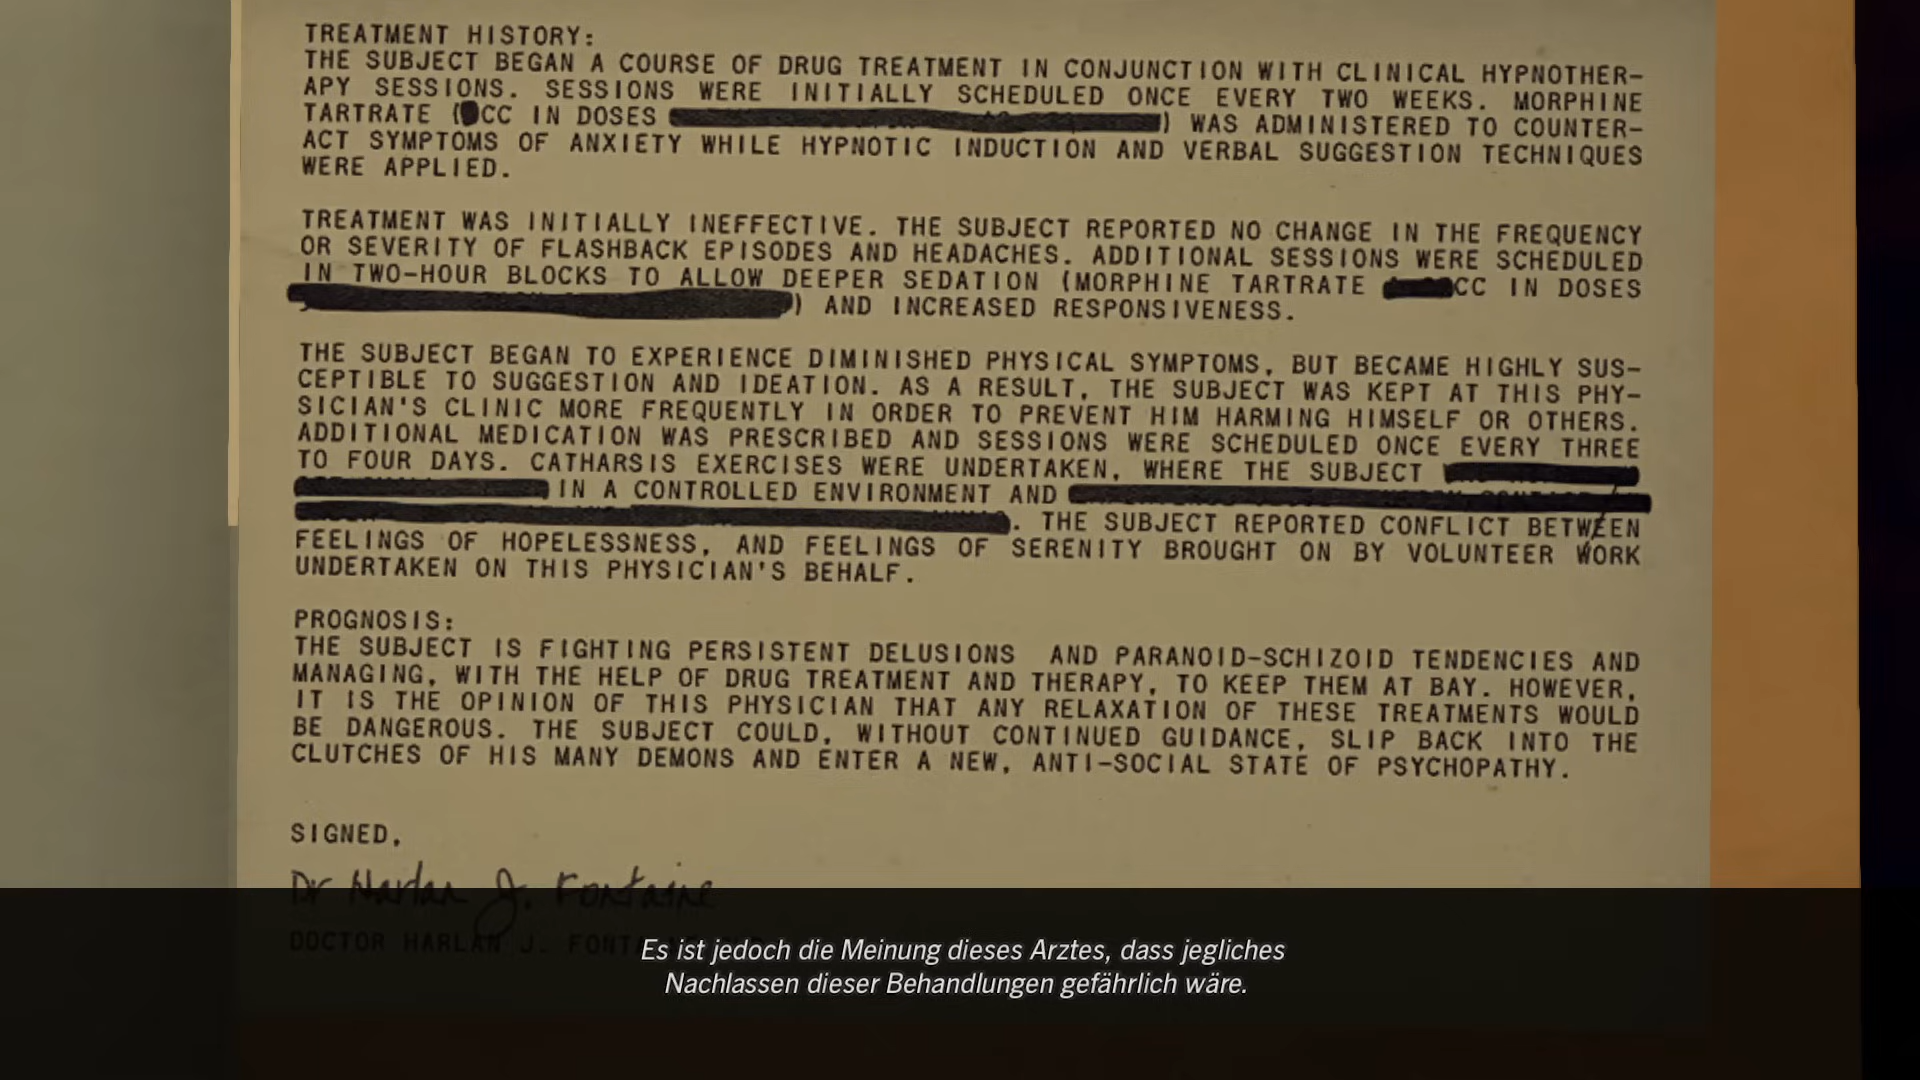 TREATMENT HISTORY:
THE SUBJECT BEGAN A COURSE OF DRUG TREATMENT IN CONJUNCTION WITH CLINICAL HYPNOTHER-
APY SESSIONS. SESSIONS WERE INITIALLY SCHEDULED ONCE EVERY TWO WEEKS. MORPHINE
TARTRATE (CC IN DOSES ) WAS ADMINISTERED TO COUNTER-
ACT SYMPTOMS OF ANXIETY WHILE HYPNOTIC INDUCTION AND VERBAL SUGGESTION TECHNIQUES
WERE APPLIED.
TREATMENT WAS INITIALLY INEFFECTIVE. THE SUBJECT REPORTED NO CHANGE IN THE FREQUENCY
OR SEVERITY OF FLASHBACK EPISODES AND HEADACHES. ADDITIONAL SESSIONS WERE SCHEDULED
IN TWO-HOUR BLOCKS TO ALLOW DEEPER SEDATION (MORPHINE TARTRATE CC IN DOSES
) AND INCREASED RESPONSIVENESS.
THE SUBJECT BEGAN TO EXPERIENCE DIMINISHED PHYSICAL SYMPTOMS, BUT BECAME HIGHLY SUS-
CEPTIBLE TO SUGGESTION AND IDEATION. AS A RESULT, THE SUBJECT WAS KEPT AT THIS PHY-
SICIAN'S CLINIC MORE FREQUENTLY IN ORDER TO PREVENT HIM HARMING HIMSELF OR OTHERS.
ADDITIONAL MEDICATION WAS PRESCRIBED AND SESSIONS WERE SCHEDULED ONCE EVERY THREE
TO FOUR DAYS. CATHARSIS EXERCISES WERE UNDERTAKEN, WHERE THE SUBJECT
IN A CONTROLLED ENVIRONMENT AND
. THE SUBJECT REPORTED CONFLICT BETWEEN
FEELINGS OF HOPELESSNESS, AND FEELINGS OF SERENITY BROUGHT ON BY VOLUNTEER WORK
UNDERTAKEN ON THIS PHYSICIAN'S BEHALF.
PROGNOSIS:
THE SUBJECT IS FIGHTING PERSISTENT DELUSIONS AND PARANOID-SCHIZOID TENDENCIES AND
MANAGING, WITH THE HELP OF DRUG TREATMENT AND THERAPY, TO KEEP THEM AT BAY. HOWEVER,
IT IS THE OPINION OF THIS PHYSICIAN THAT ANY RELAXATION OF THESE TREATMENTS WOULD
BE DANGEROUS. THE SUBJECT COULD, WITHOUT CONTINUED GUIDANCE, SLIP BACK INTO THE
CLUTCHES OF HIS MANY DEMONS AND ENTER A NEW, ANTI-SOCIAL STATE OF PSYCHOPATHY.
SIGNED,
Dr Harlan J. Fontaine
DOCTOR HARLAN J.
Es ist jedoch die Meinung dieses Arztes, dass jegliches
Nachlassen dieser Behandlungen gefährlich wäre.